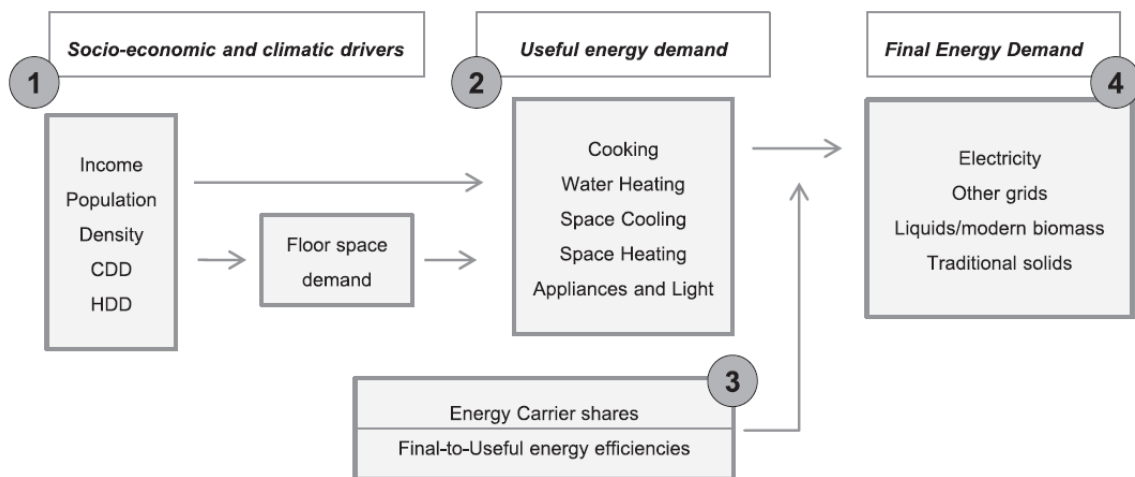 Socio-economic and climatic drivers
1
Income
Population
Density
CDD
HDD
Floor space
demand
Useful energy demand
2
Cooking
Water Heating
Space Cooling
Space Heating
Appliances and Light
3
Energy Carrier shares
Final-to-Useful energy efficiencies
Final Energy Demand
4
Electricity
Other grids
Liquids/modern biomass
Traditional solids